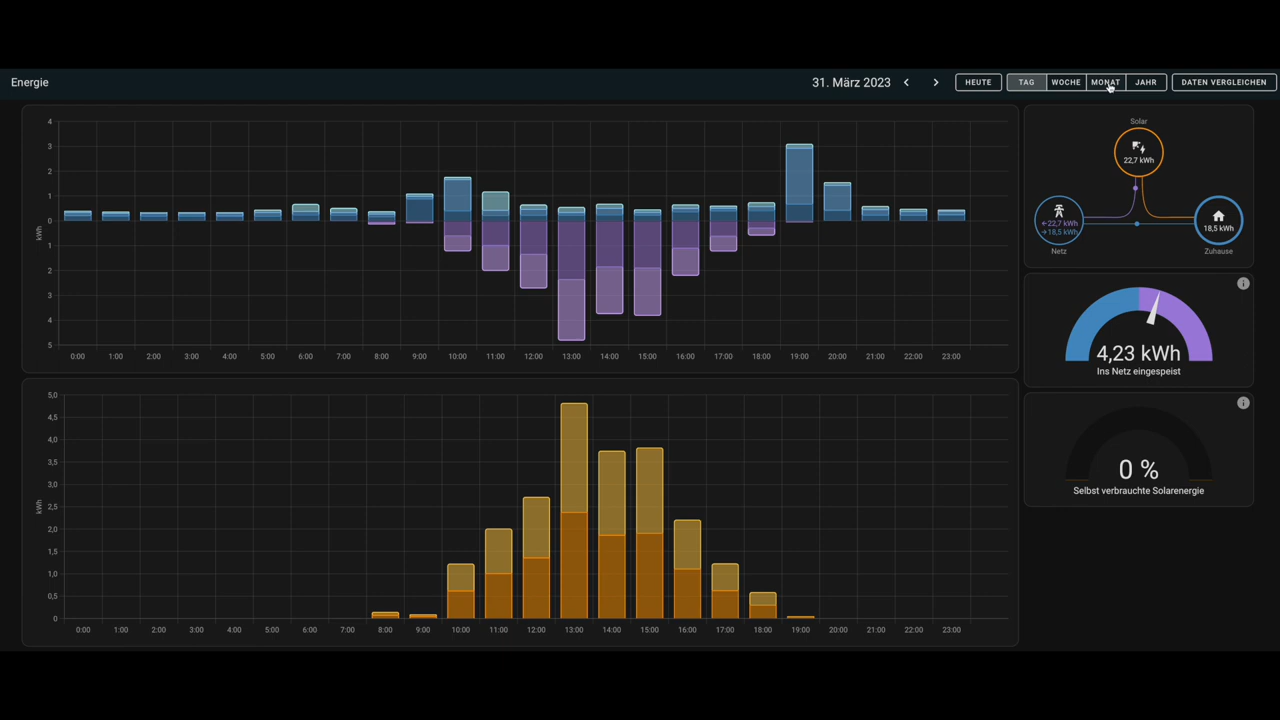 Energie
31. März 2023
HEUTE
TAG
WOCHE
MONAT
JAHR
DATEN VERGLEICHEN
4
3
2
1
0
1
2
3
4
5
kWh
0:00 1:00 2:00 3:00 4:00 5:00 6:00 7:00 8:00 9:00 10:00 11:00 12:00 13:00 14:00 15:00 16:00 17:00 18:00 19:00 20:00 21:00 22:00 23:00
5,0
4,5
4,0
3,5
3,0
2,5
2,0
1,5
1,0
0,5
0
kWh
0:00 1:00 2:00 3:00 4:00 5:00 6:00 7:00 8:00 9:00 10:00 11:00 12:00 13:00 14:00 15:00 16:00 17:00 18:00 19:00 20:00 21:00 22:00 23:00
Solar
22,7 kWh
←22,7 kWh
→18,5 kWh
Netz
18,5 kWh
Zuhause
4,23 kWh
Ins Netz eingespeist
0 %
Selbst verbrauchte Solarenergie